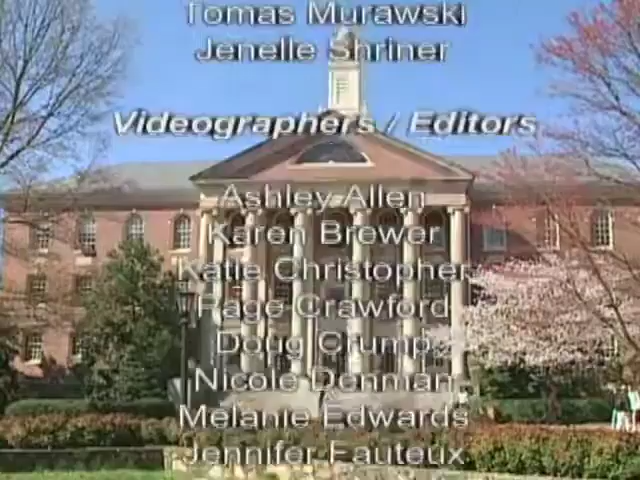 Tomas Murawski
Jenelle Shriner
Videographers / Editors
Ashley Allen
Karen Brewer
Katie Christopher
Page Crawford
Doug Crump
Nicole Denman
Melanie Edwards
Jennifer Fauteux